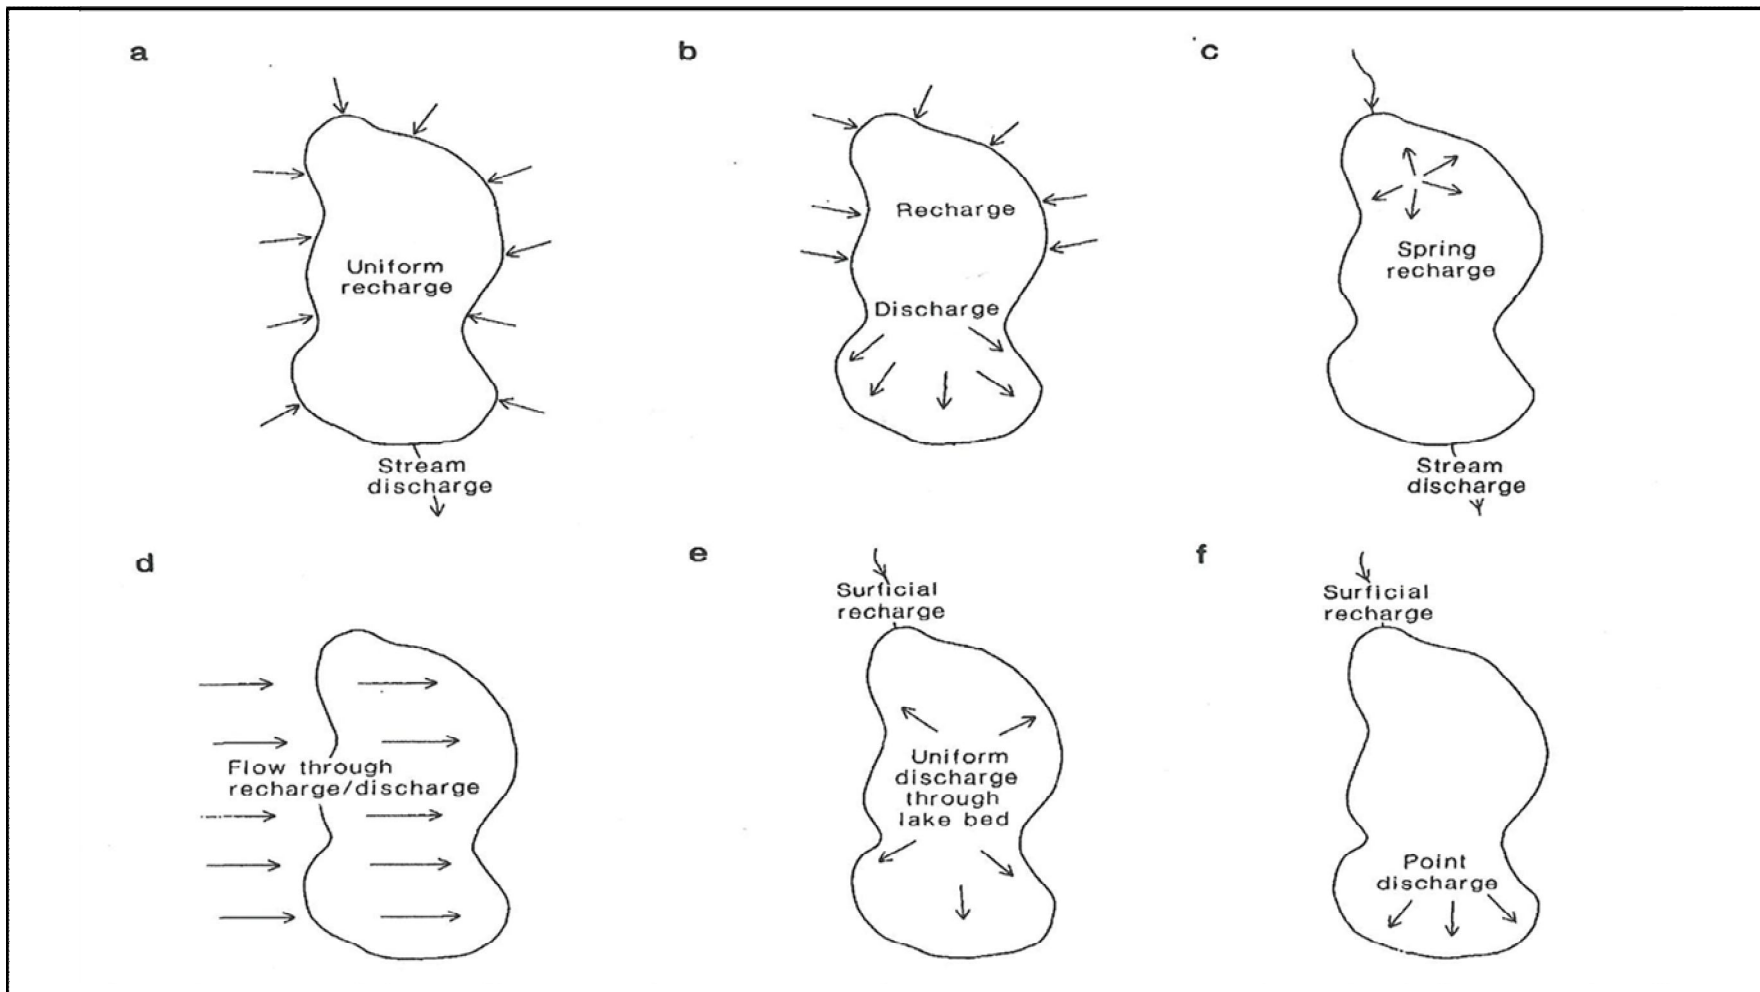 a
b
c
Uniform
recharge
Stream
discharge
Recharge
Discharge
Spring
recharge
Stream
discharge
d
e
f
Flow through
recharge/discharge
Surficial
recharge
Uniform
discharge
through
lake bed
Surficial
recharge
Point
discharge